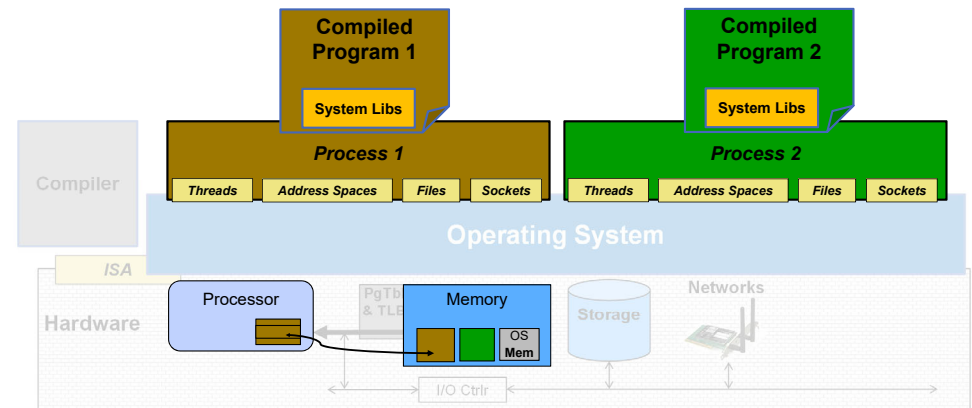 Compiled
Program 1
System Libs
Compiled
Program 2
System Libs
Process 1
Process 2
Compiler
Threads
Address Spaces
Files
Sockets
Threads
Address Spaces
Files
Sockets
Operating System
ISA
Hardware
Processor
PgTbl
& TLB
Memory
OS
Mem
Storage
Networks
I/O Ctrlr